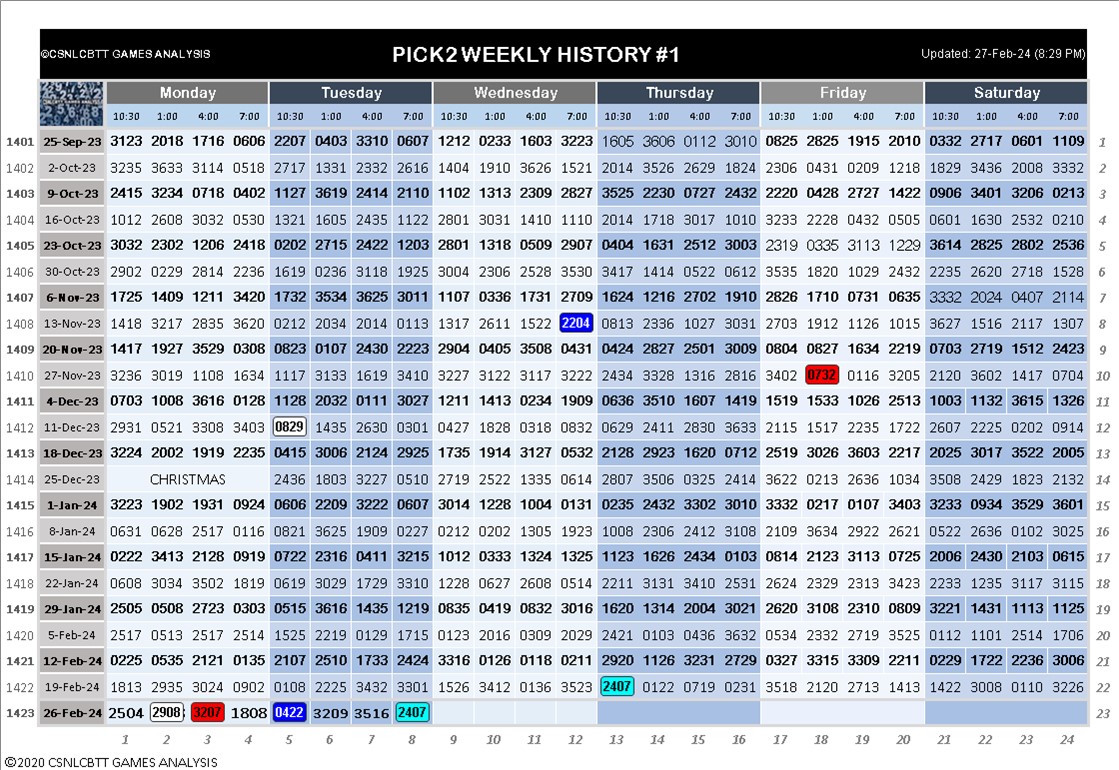 ©CSNLCBTT GAMES ANALYSIS PICK2 WEEKLY HISTORY #1 Updated: 27-Feb-24 (8:29 PM)
Monday Tuesday Wednesday Thursday Friday Saturday
10:30 1:00 4:00 7:00 10:30 1:00 4:00 7:00 10:30 1:00 4:00 7:00 10:30 1:00 4:00 7:00 10:30 1:00 4:00 7:00 10:30 1:00 4:00 7:00
1401 25-Sep-23 3123 2018 1716 0606 2207 0403 3310 0607 1212 0233 1603 3223 1605 3606 0112 3010 0825 2825 1915 2010 0332 2717 0601 1109 1
1402 2-Oct-23 3235 3633 3114 0518 2717 1331 2332 2616 1404 1910 3626 1521 2014 3526 2629 1824 2306 0431 0209 1218 1829 3436 2008 3332 2
1403 9-Oct-23 2415 3234 0718 0402 1127 3619 2414 2110 1102 1313 2309 2827 3525 2230 0727 2432 2220 0428 2727 1422 0906 3401 3206 0213 3
1404 16-Oct-23 1012 2608 3032 0530 1321 1605 2435 1122 2801 3031 1410 1110 2014 1718 3017 1010 3233 2228 0432 0505 0601 1630 2532 0210 4
1405 23-Oct-23 3032 2302 1206 2418 0202 2715 2422 1203 2801 1318 0509 2907 0404 1631 2512 3003 2319 0335 3113 1229 3614 2825 2802 2536 5
1406 30-Oct-23 2902 0229 2814 2236 1619 0236 3118 1925 3004 2306 2528 3530 3417 1414 0522 0612 3535 1820 1029 2432 2235 2620 2718 1528 6
1407 6-Nov-23 1725 1409 1211 3420 1732 3534 3625 3011 1107 0336 1731 2709 1624 1216 2702 1910 2826 1710 0731 0635 3332 2024 0407 2114 7
1408 13-Nov-23 1418 3217 2835 3620 0212 2034 2014 0113 1317 2611 1522 2204 0813 2336 1027 3031 2703 1912 1126 1015 3627 1516 2117 1307 8
1409 20-Nov-23 1417 1927 3529 0308 0823 0107 2430 2223 2904 0405 3508 0431 0424 2827 2501 3009 0804 0827 1634 2219 0703 2719 1512 2423 9
1410 27-Nov-23 3236 3019 1108 1634 1117 3133 1619 3410 3227 3122 3117 3222 2434 3328 1316 2816 3402 0732 0116 3205 2120 3602 1417 0704 10
1411 4-Dec-23 0703 1008 3616 0128 1128 2032 0111 3027 1211 1413 0234 1909 0636 3510 1607 1419 1519 1533 1026 2513 1003 1132 3615 1326 11
1412 11-Dec-23 2931 0521 3308 3403 0829 1435 2630 0301 0427 1828 0318 0832 0629 2411 2830 3633 2115 1517 2235 1722 2607 2225 0202 0914 12
1413 18-Dec-23 3224 2002 1919 2235 0415 3006 2124 2925 1735 1914 3127 0532 2128 2923 1620 0712 2519 3026 3603 2217 2025 3017 3522 2005 13
1414 25-Dec-23 CHRISTMAS 2436 1803 3227 0510 2719 2522 1335 0614 2807 3506 0325 2414 3622 0213 2636 1034 3508 2429 1823 2132 14
1415 1-Jan-24 3223 1902 1931 0924 0606 2209 3222 0607 3014 1228 1004 0131 0235 2432 3302 3010 3332 0217 0107 3403 3233 0934 3529 3601 15
1416 8-Jan-24 0631 0628 2517 0116 0821 3625 1909 0227 0212 0202 1305 1923 1008 2306 2412 3108 2109 3634 2922 2621 0522 2636 0102 3025 16
1417 15-Jan-24 0222 3413 2128 0919 0722 2316 0411 3215 1012 0333 1324 1325 1123 1626 2434 0103 0814 2123 3113 0725 2006 2430 2103 0615 17
1418 22-Jan-24 0608 3034 3502 1819 0619 3029 1729 3310 1228 0627 2608 0514 2211 3131 3410 2531 2624 2329 2313 3423 2233 1235 3117 3115 18
1419 29-Jan-24 2505 0508 2723 0303 0515 3616 1435 1219 0835 0419 0832 3016 1620 1314 2004 3021 2620 3108 2310 0809 3221 1431 1113 1125 19
1420 5-Feb-24 2517 0513 2517 2514 1525 2219 0129 1715 0123 2016 0309 2029 2421 0103 0436 3632 0534 2332 2719 3525 0112 1101 2514 1706 20
1421 12-Feb-24 0225 0535 2121 0135 2107 2510 1733 2424 3316 0126 0118 0211 2920 1126 3231 2729 0327 3315 3309 2211 0229 1722 2236 3006 21
1422 19-Feb-24 1813 2935 3024 0902 0108 2225 3432 3301 1526 3412 0136 3523 2407 0122 0719 0231 3518 2120 2713 1413 1422 3008 0110 3226 22
1423 26-Feb-24 2504 2908 3207 1808 0422 3209 3516 2407 23
1 2 3 4 5 6 7 8 9 10 11 12 13 14 15 16 17 18 19 20 21 22 23 24
©2020 CSNLCBTT GAMES ANALYSIS